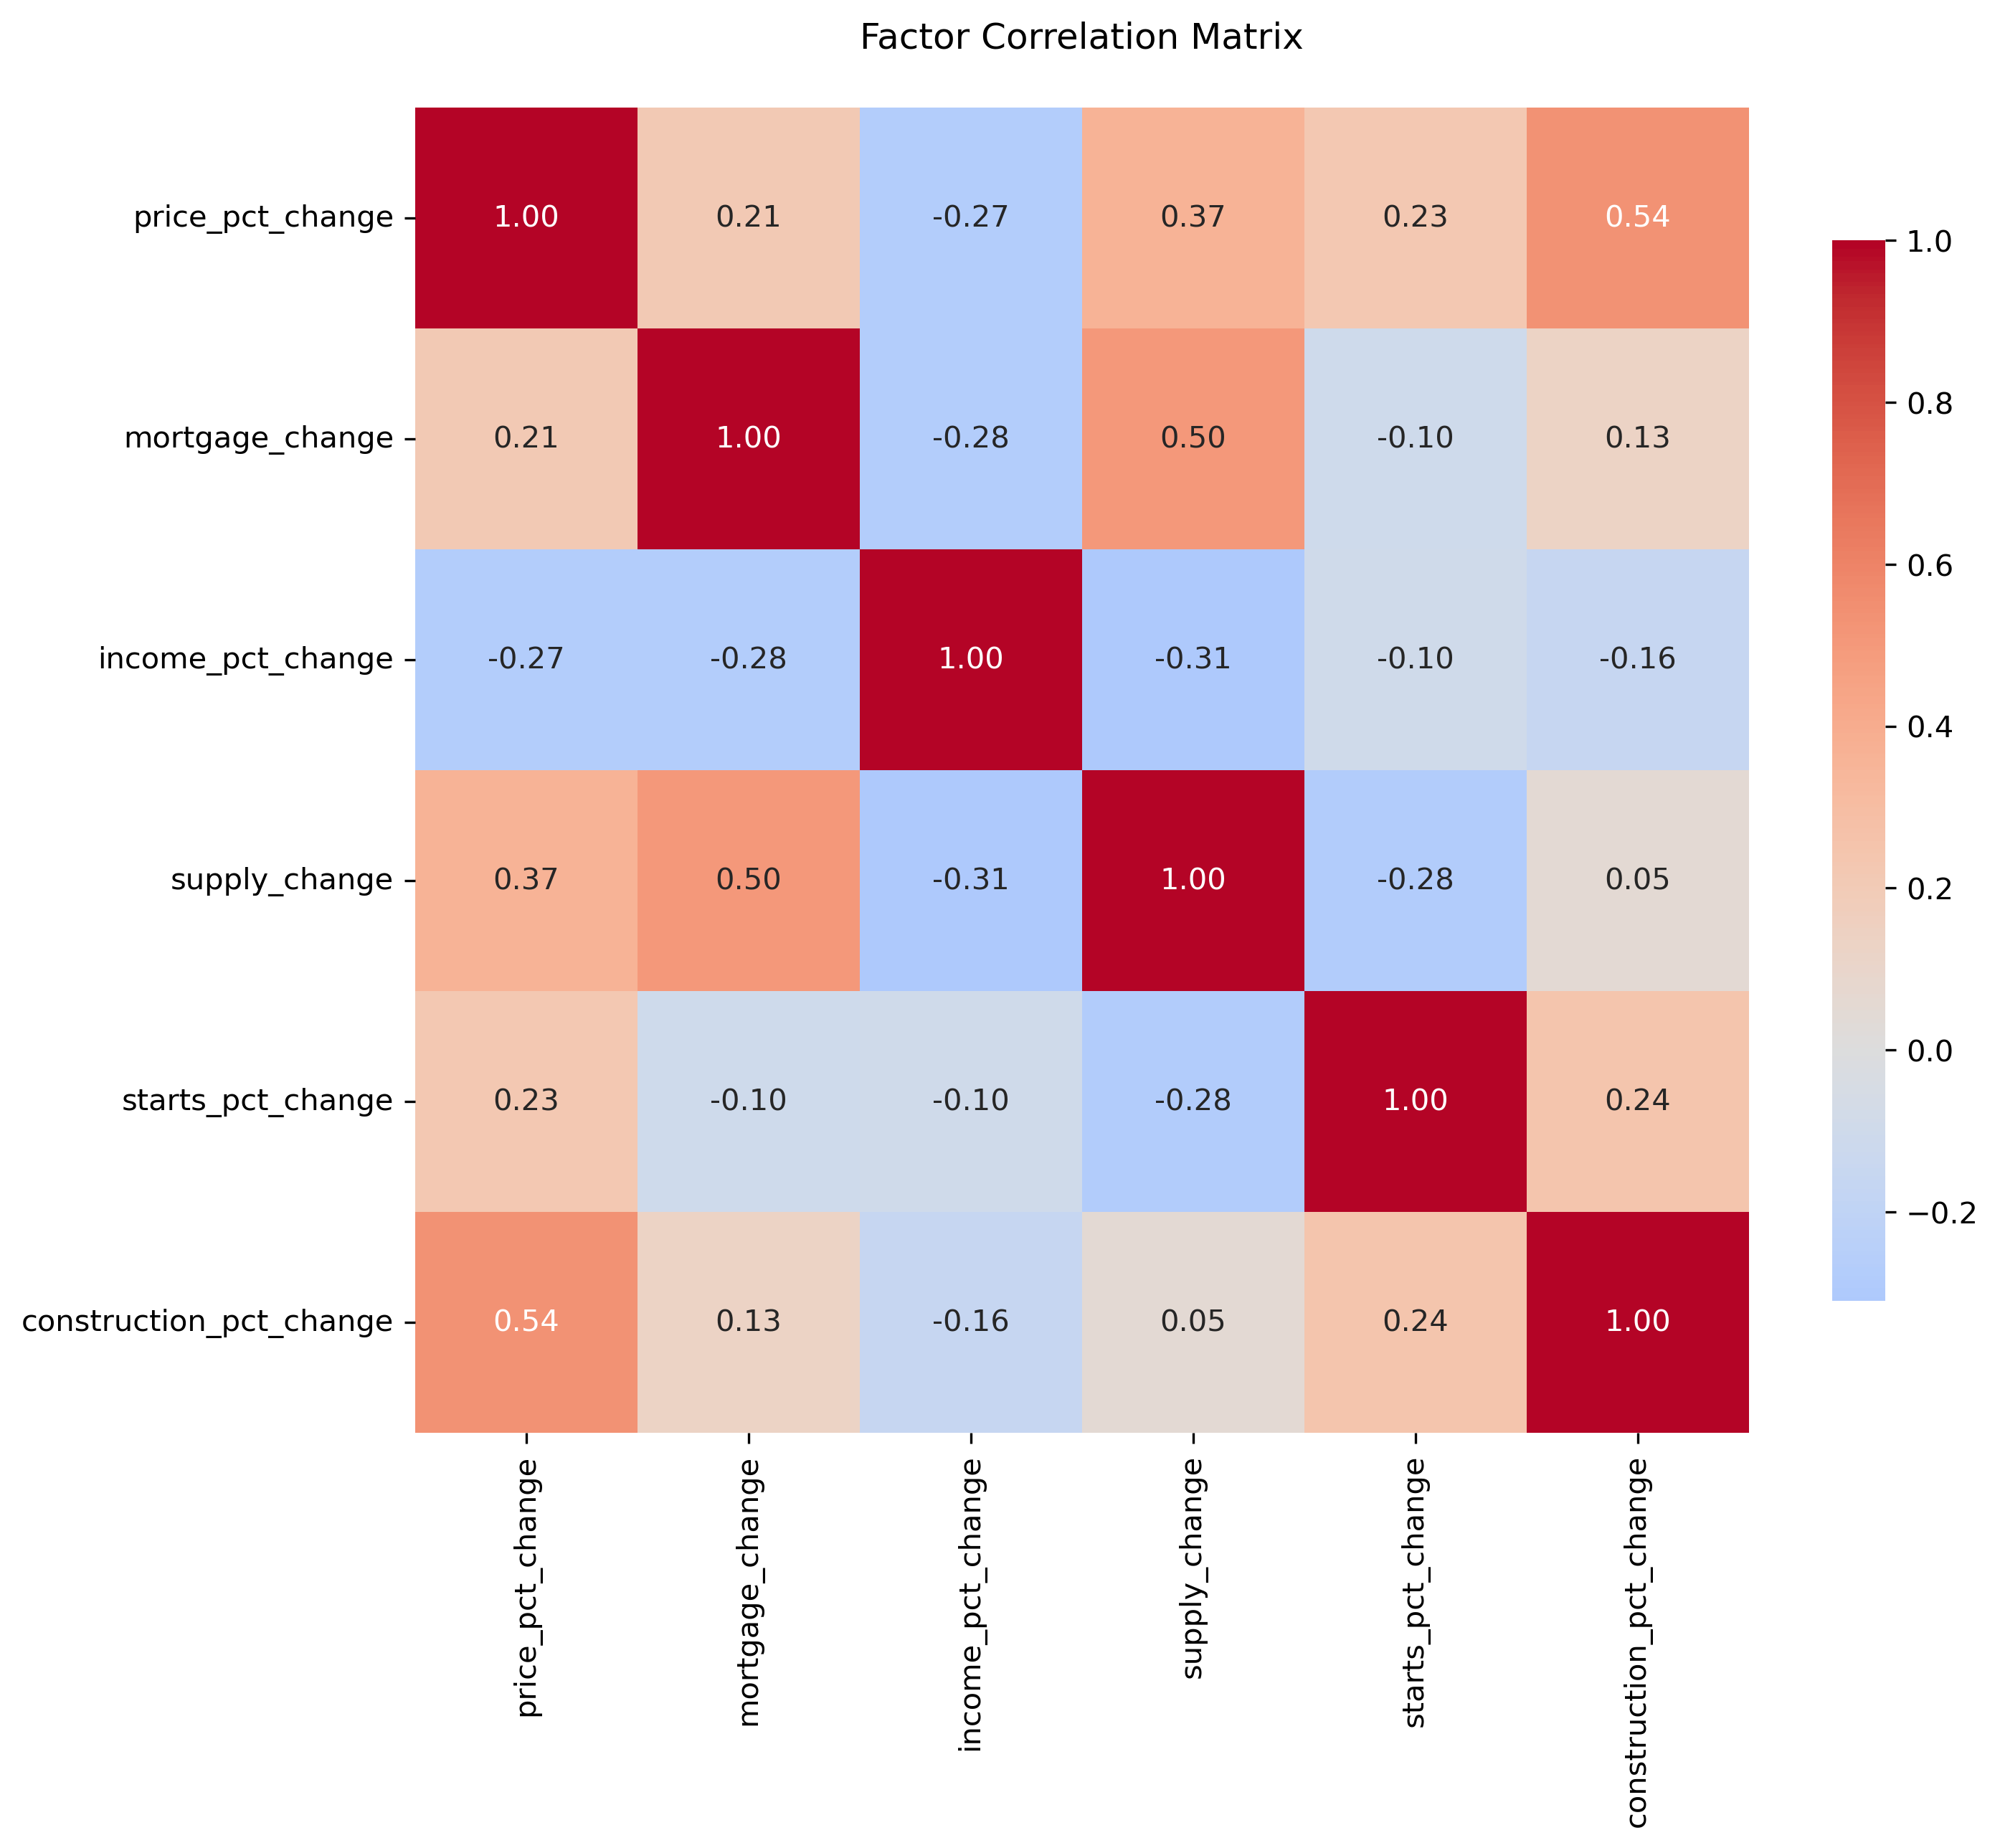 Factor Correlation Matrix
price_pct_change 1.00 0.21 -0.27 0.37 0.23 0.54
mortgage_change 0.21 1.00 -0.28 0.50 -0.10 0.13
income_pct_change -0.27 -0.28 1.00 -0.31 -0.10 -0.16
supply_change 0.37 0.50 -0.31 1.00 -0.28 0.05
starts_pct_change 0.23 -0.10 -0.10 -0.28 1.00 0.24
construction_pct_change 0.54 0.13 -0.16 0.05 0.24 1.00
price_pct_change
mortgage_change
income_pct_change
supply_change
starts_pct_change
construction_pct_change
1.0
0.8
0.6
0.4
0.2
0.0
−0.2